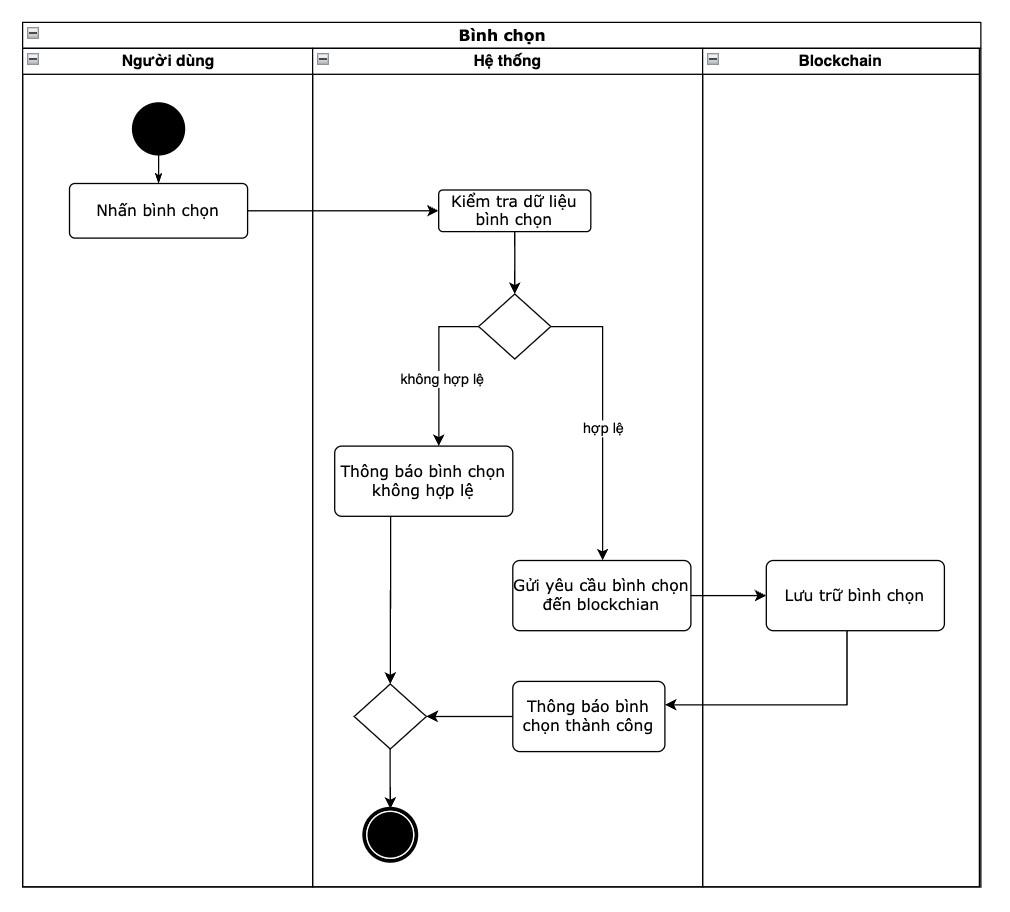 Bình chọn
Người dùng
Hệ thống
Blockchain
Nhấn bình chọn
Kiểm tra dữ liệu
bình chọn
không hợp lệ
hợp lệ
Thông báo bình chọn
không hợp lệ
Gửi yêu cầu bình chọn
đến blockchian
Lưu trữ bình chọn
Thông báo bình
chọn thành công